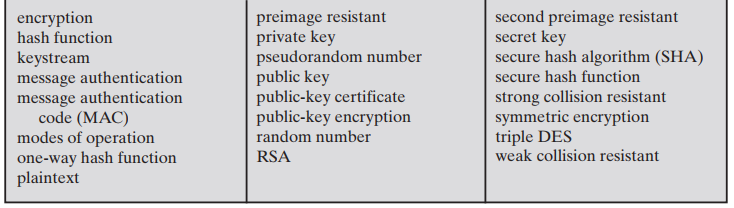 encryption
hash function
keystream
message authentication
message authentication
code (MAC)
modes of operation
one-way hash function
plaintext
preimage resistant
private key
pseudorandom number
public key
public-key certificate
public-key encryption
random number
RSA
second preimage resistant
secret key
secure hash algorithm (SHA)
secure hash function
strong collision resistant
symmetric encryption
triple DES
weak collision resistant